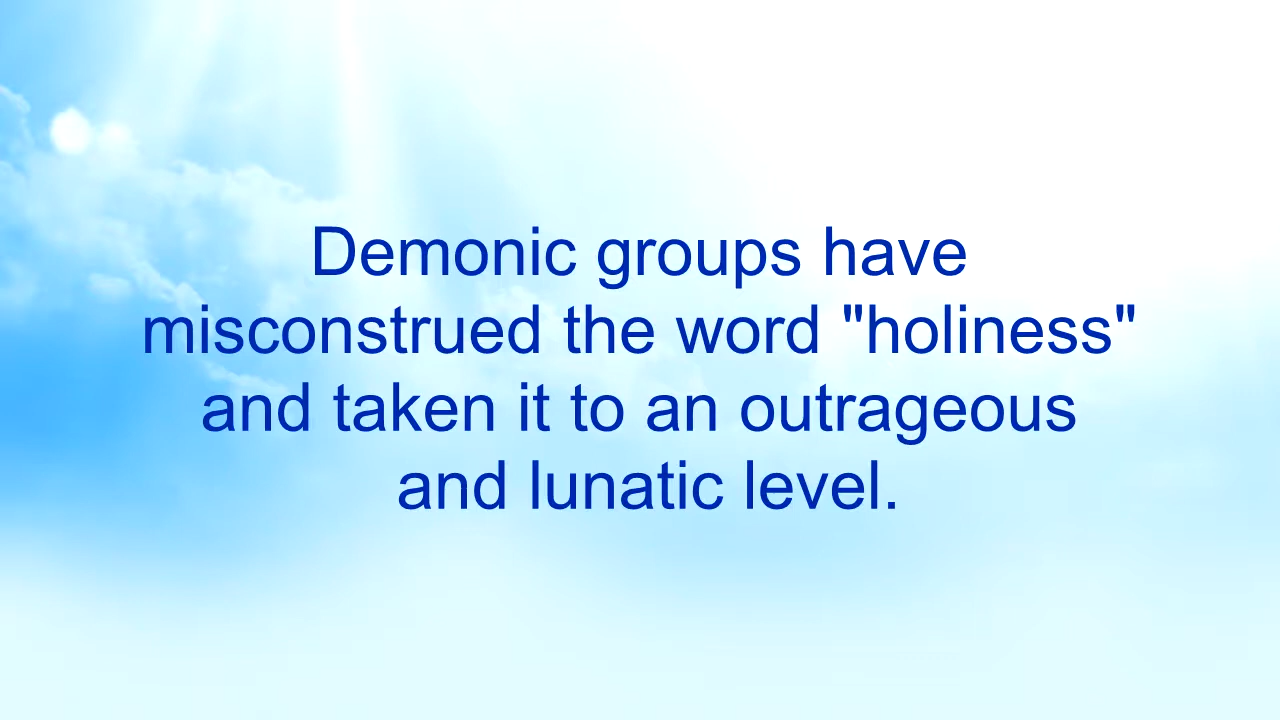 Demonic groups have
misconstrued the word "holiness"
and taken it to an outrageous
and lunatic level.